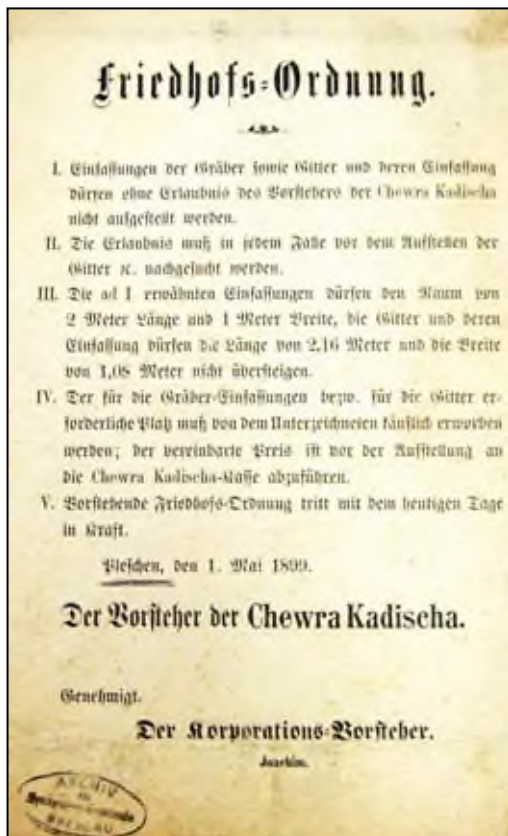 Friedhofs=Ordnung.
I. Einfassungen der Gräber sowie Gitter und deren Einfassung
dürfen ohne Erlaubnis des Vorstehers der Chewra Kadischa
nicht aufgestellt werden.
II. Die Erlaubnis muß in jedem Falle vor dem Aufstellen der
Gitter ꝛc. nachgesucht werden.
III. Die ad I erwähnten Einfassungen dürfen den Raum von
2 Meter Länge und 1 Meter Breite, die Gitter und deren
Einfassung dürfen die Länge von 2,16 Meter und die Breite
von 1,08 Meter nicht übersteigen.
IV. Der für die Gräber-Einfassungen bezw. für die Gitter er-
forderliche Platz muß von dem Unterzeichneten käuflich erworben
werden; der vereinbarte Preis ist vor der Aufstellung an
die Chewra Kadischa-Kasse abzuführen.
V. Vorstehende Friedhofs-Ordnung tritt mit dem heutigen Tage
in Kraft.
Pleschen, den 1. Mai 1899.
Der Vorsteher der Chewra Kadischa.
Genehmigt.
Der Korporations=Vorsteher.
Joachim.
ARCHIV
der
Synagogen-Gemeinde
BRESLAU